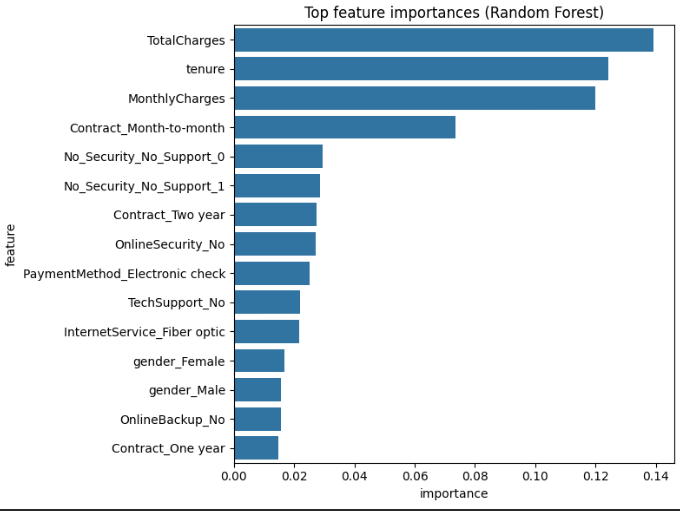 Top feature importances (Random Forest)
TotalCharges
tenure
MonthlyCharges
Contract_Month-to-month
No_Security_No_Support_0
No_Security_No_Support_1
Contract_Two year
OnlineSecurity_No
PaymentMethod_Electronic check
TechSupport_No
InternetService_Fiber optic
gender_Female
gender_Male
OnlineBackup_No
Contract_One year
feature
0.00 0.02 0.04 0.06 0.08 0.10 0.12 0.14
importance